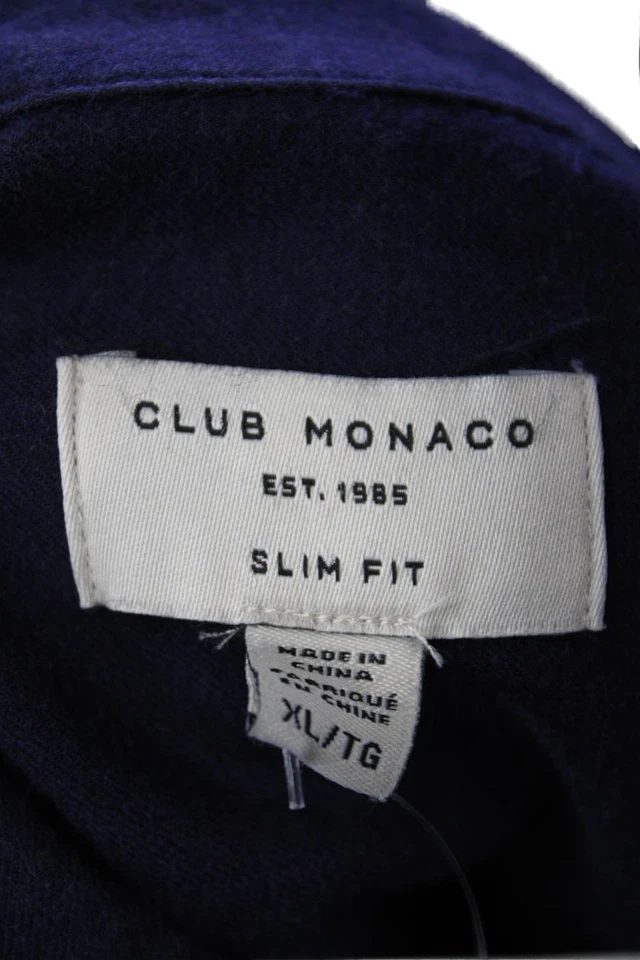 CLUB MONACO
EST. 1985
SLIM FIT
MADE IN
CHINA
FABRIQUÉ
EN CHINE
XL/TG